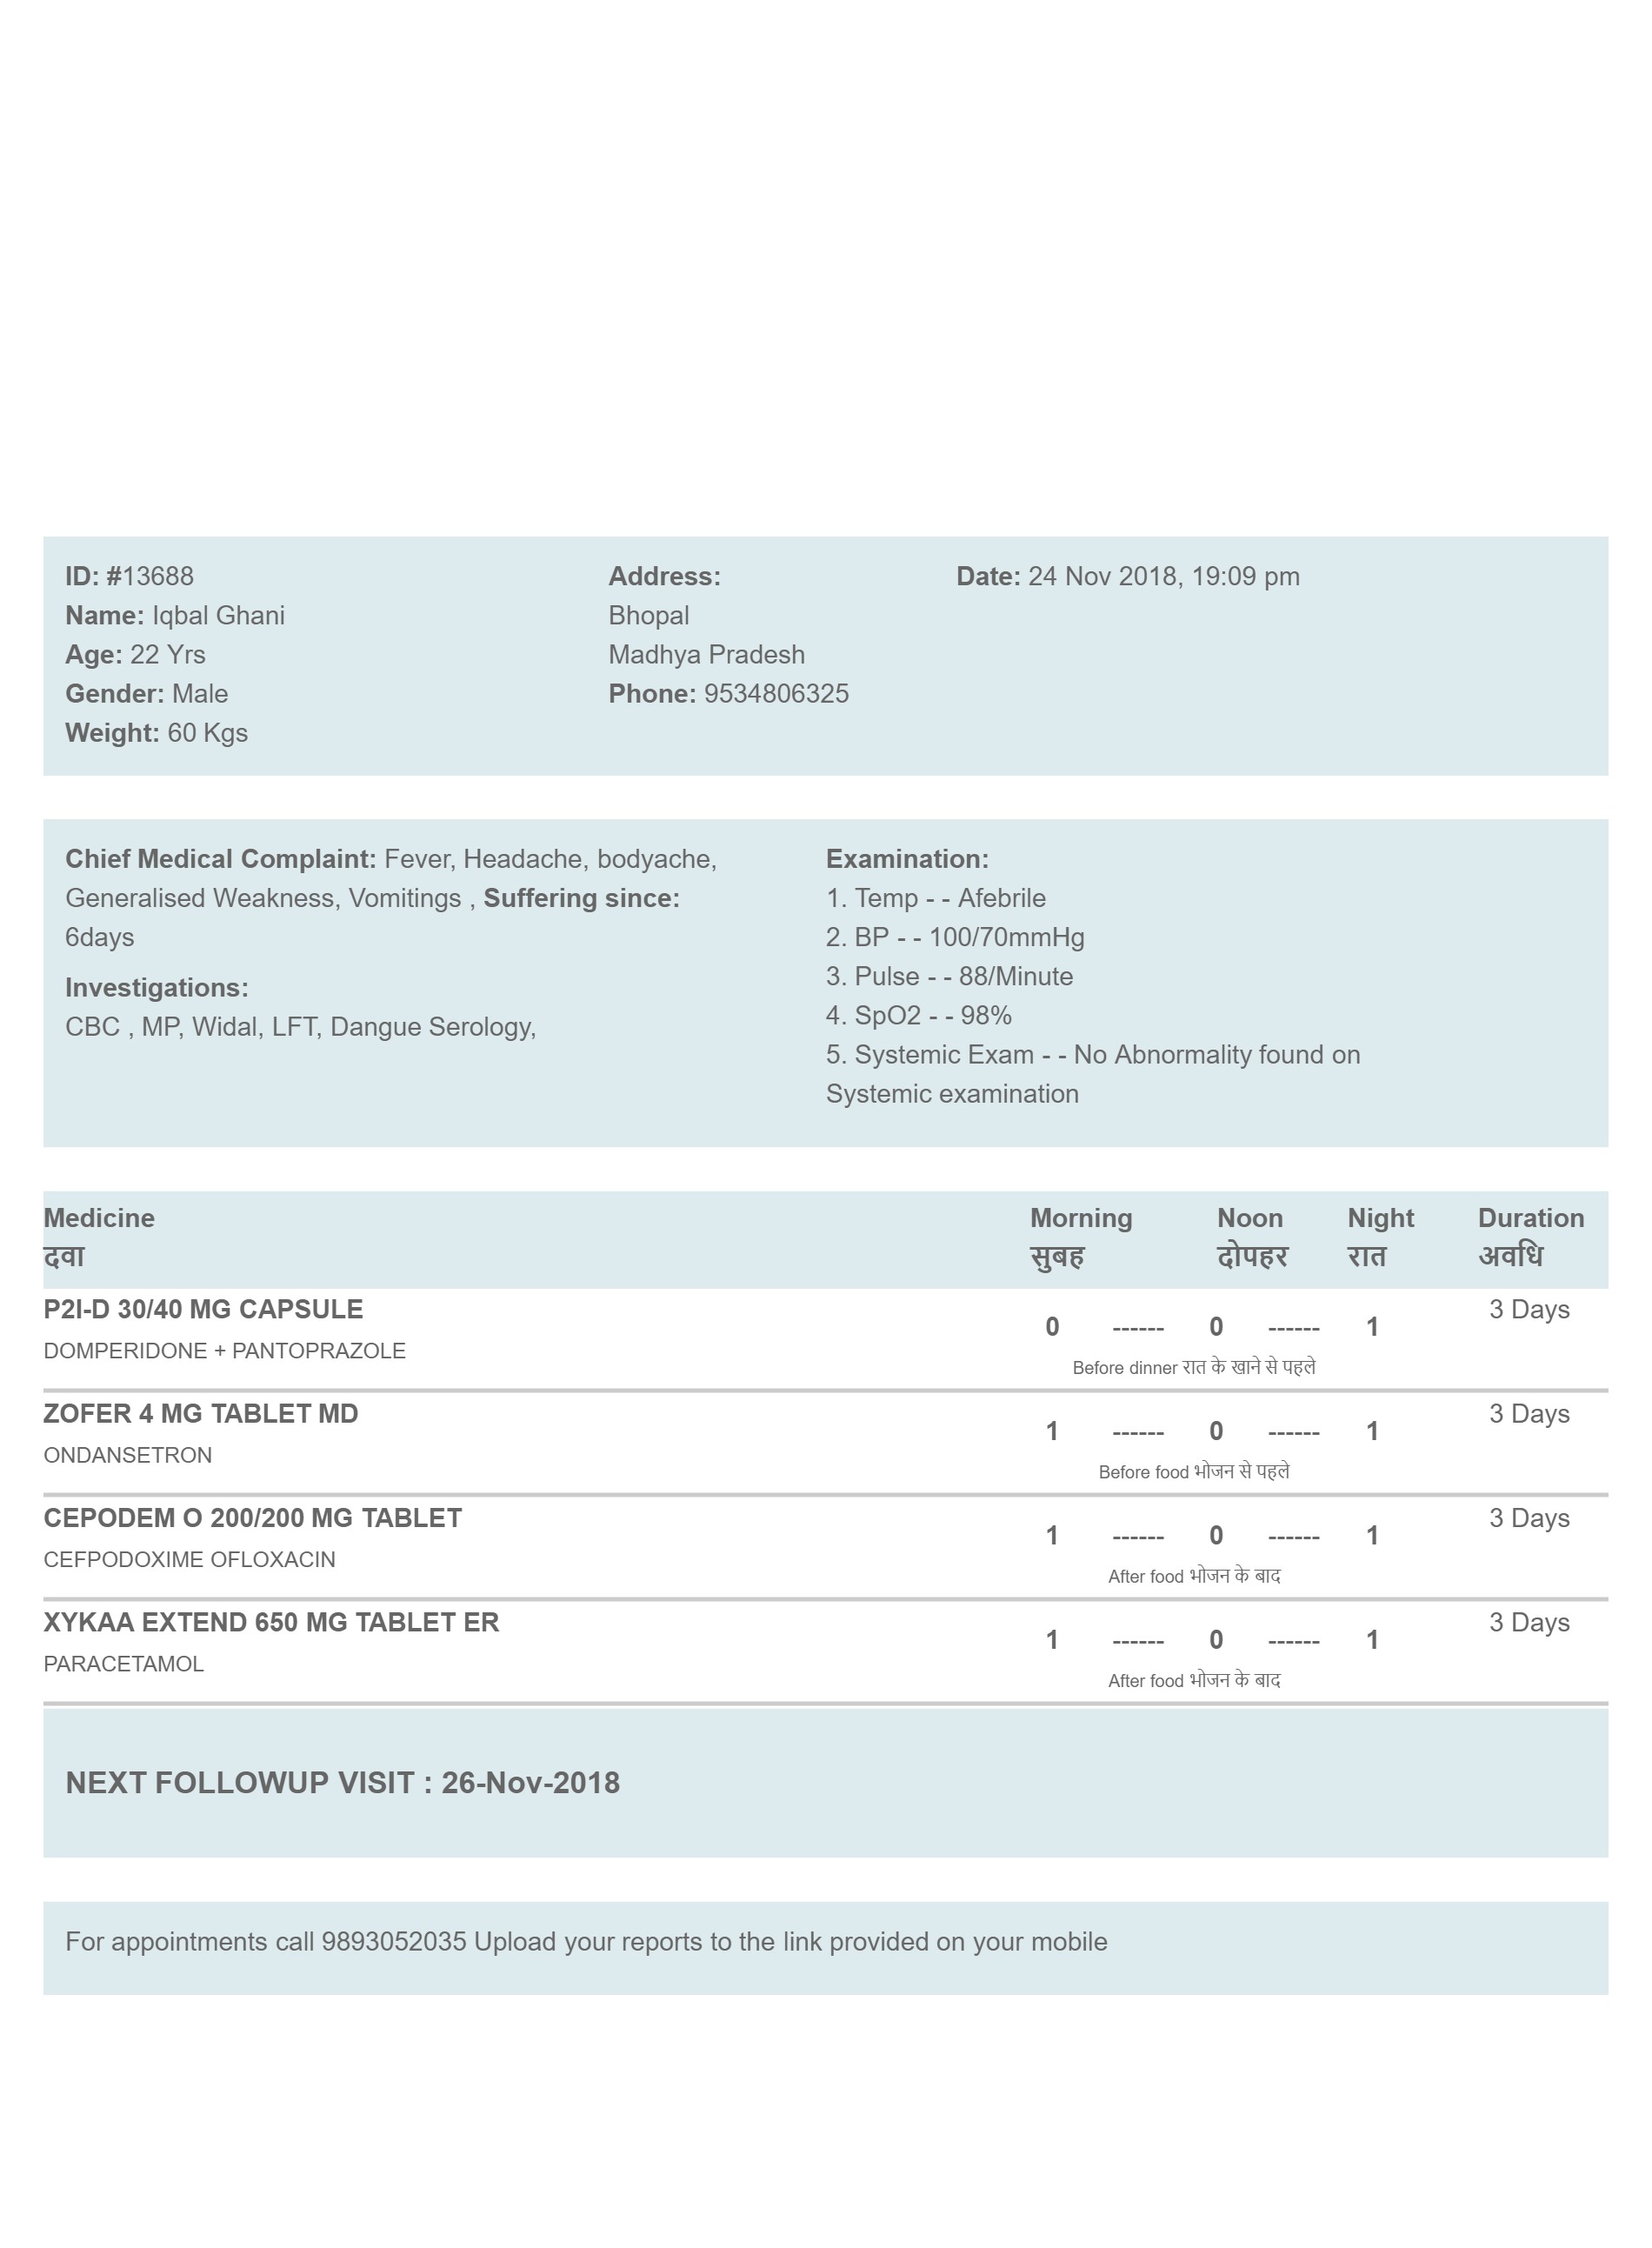 ID: #13688
Name: Iqbal Ghani
Age: 22 Yrs
Gender: Male
Weight: 60 Kgs
Address:
Bhopal
Madhya Pradesh
Phone: 9534806325
Date: 24 Nov 2018, 19:09 pm
Chief Medical Complaint: Fever, Headache, bodyache,
Generalised Weakness, Vomitings , Suffering since:
6days
Investigations:
CBC , MP, Widal, LFT, Dangue Serology,
Examination:
1. Temp - - Afebrile
2. BP - - 100/70mmHg
3. Pulse - - 88/Minute
4. SpO2 - - 98%
5. Systemic Exam - - No Abnormality found on
Systemic examination
Medicine Morning Noon Night Duration
दवा सुबह दोपहर रात अवधि
P2I-D 30/40 MG CAPSULE 0 ------ 0 ------ 1 3 Days
DOMPERIDONE + PANTOPRAZOLE Before dinner रात के खाने से पहले
ZOFER 4 MG TABLET MD 1 ------ 0 ------ 1 3 Days
ONDANSETRON Before food भोजन से पहले
CEPODEM O 200/200 MG TABLET 1 ------ 0 ------ 1 3 Days
CEFPODOXIME OFLOXACIN After food भोजन के बाद
XYKAA EXTEND 650 MG TABLET ER 1 ------ 0 ------ 1 3 Days
PARACETAMOL After food भोजन के बाद
NEXT FOLLOWUP VISIT : 26-Nov-2018
For appointments call 9893052035 Upload your reports to the link provided on your mobile